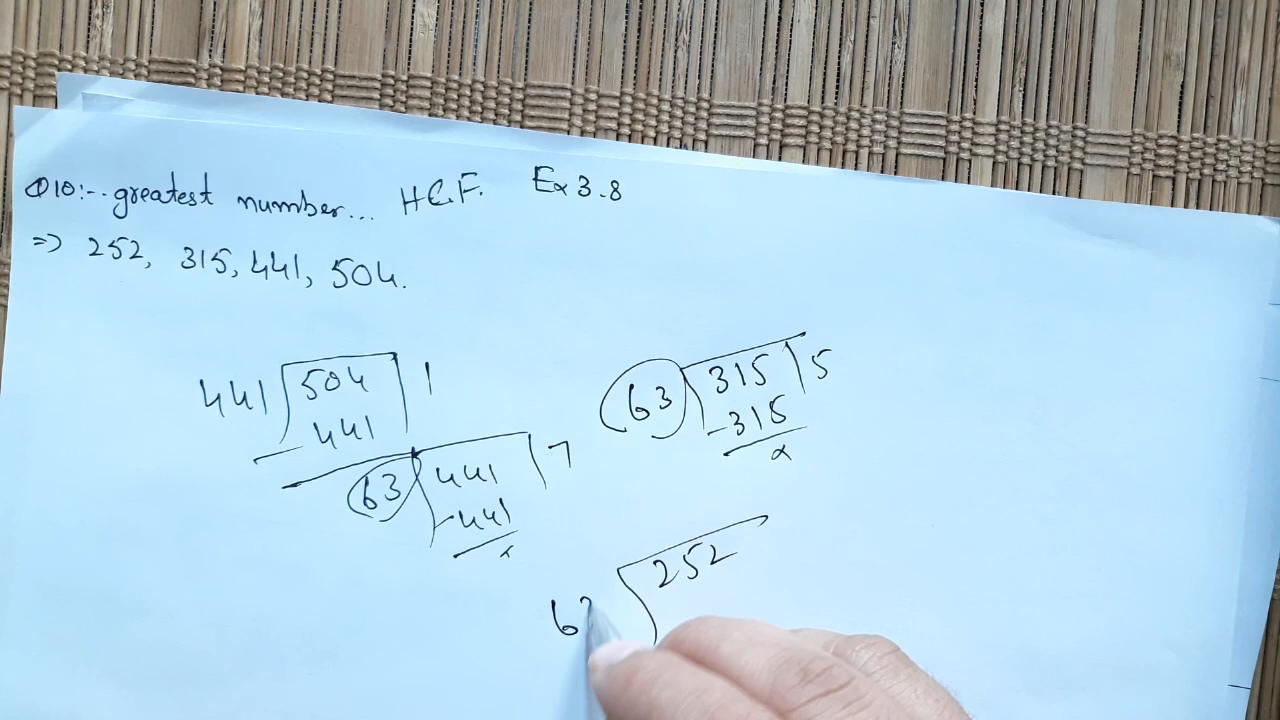 Q10:-- greatest number... H.C.F. Ex 3.8
=> 252, 315, 441, 504.
441 504 1
- 441
63 441 7
- 441
x
63 315 5
- 315
x
63 252